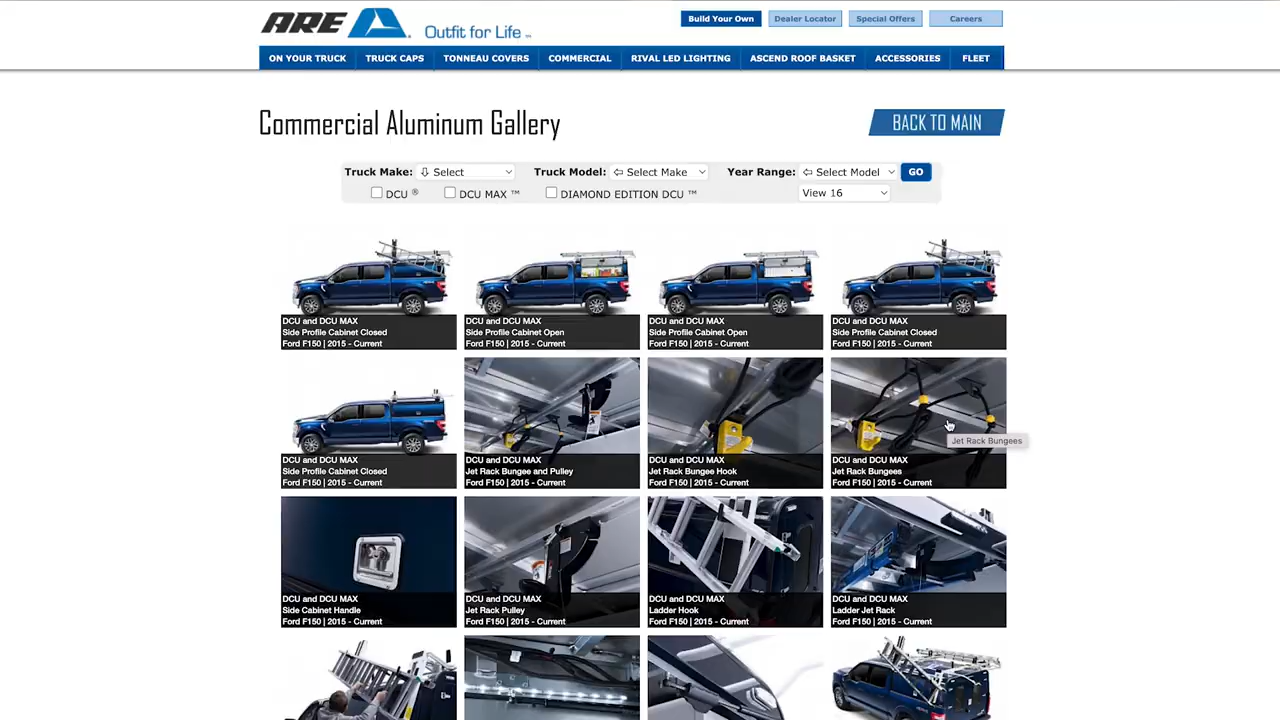 ARE
Outfit for Life
Build Your Own
Dealer Locator
Special Offers
Careers
ON YOUR TRUCK
TRUCK CAPS
TONNEAU COVERS
COMMERCIAL
RIVAL LED LIGHTING
ASCEND ROOF BASKET
ACCESSORIES
FLEET
Commercial Aluminum Gallery
BACK TO MAIN
Truck Make: ⇩ Select
Truck Model: ⇦ Select Make
Year Range: ⇦ Select Model
GO
DCU ®
DCU MAX ™
DIAMOND EDITION DCU ™
View 16
DCU and DCU MAX
Side Profile Cabinet Closed
Ford F150 | 2015 - Current
DCU and DCU MAX
Side Profile Cabinet Open
Ford F150 | 2015 - Current
DCU and DCU MAX
Side Profile Cabinet Open
Ford F150 | 2015 - Current
DCU and DCU MAX
Side Profile Cabinet Closed
Ford F150 | 2015 - Current
DCU and DCU MAX
Side Profile Cabinet Closed
Ford F150 | 2015 - Current
DCU and DCU MAX
Jet Rack Bungee and Pulley
Ford F150 | 2015 - Current
DCU and DCU MAX
Jet Rack Bungee Hook
Ford F150 | 2015 - Current
Jet Rack Bungees
DCU and DCU MAX
Jet Rack Bungees
Ford F150 | 2015 - Current
DCU and DCU MAX
Side Cabinet Handle
Ford F150 | 2015 - Current
DCU and DCU MAX
Jet Rack Pulley
Ford F150 | 2015 - Current
DCU and DCU MAX
Ladder Hook
Ford F150 | 2015 - Current
DCU and DCU MAX
Ladder Jet Rack
Ford F150 | 2015 - Current